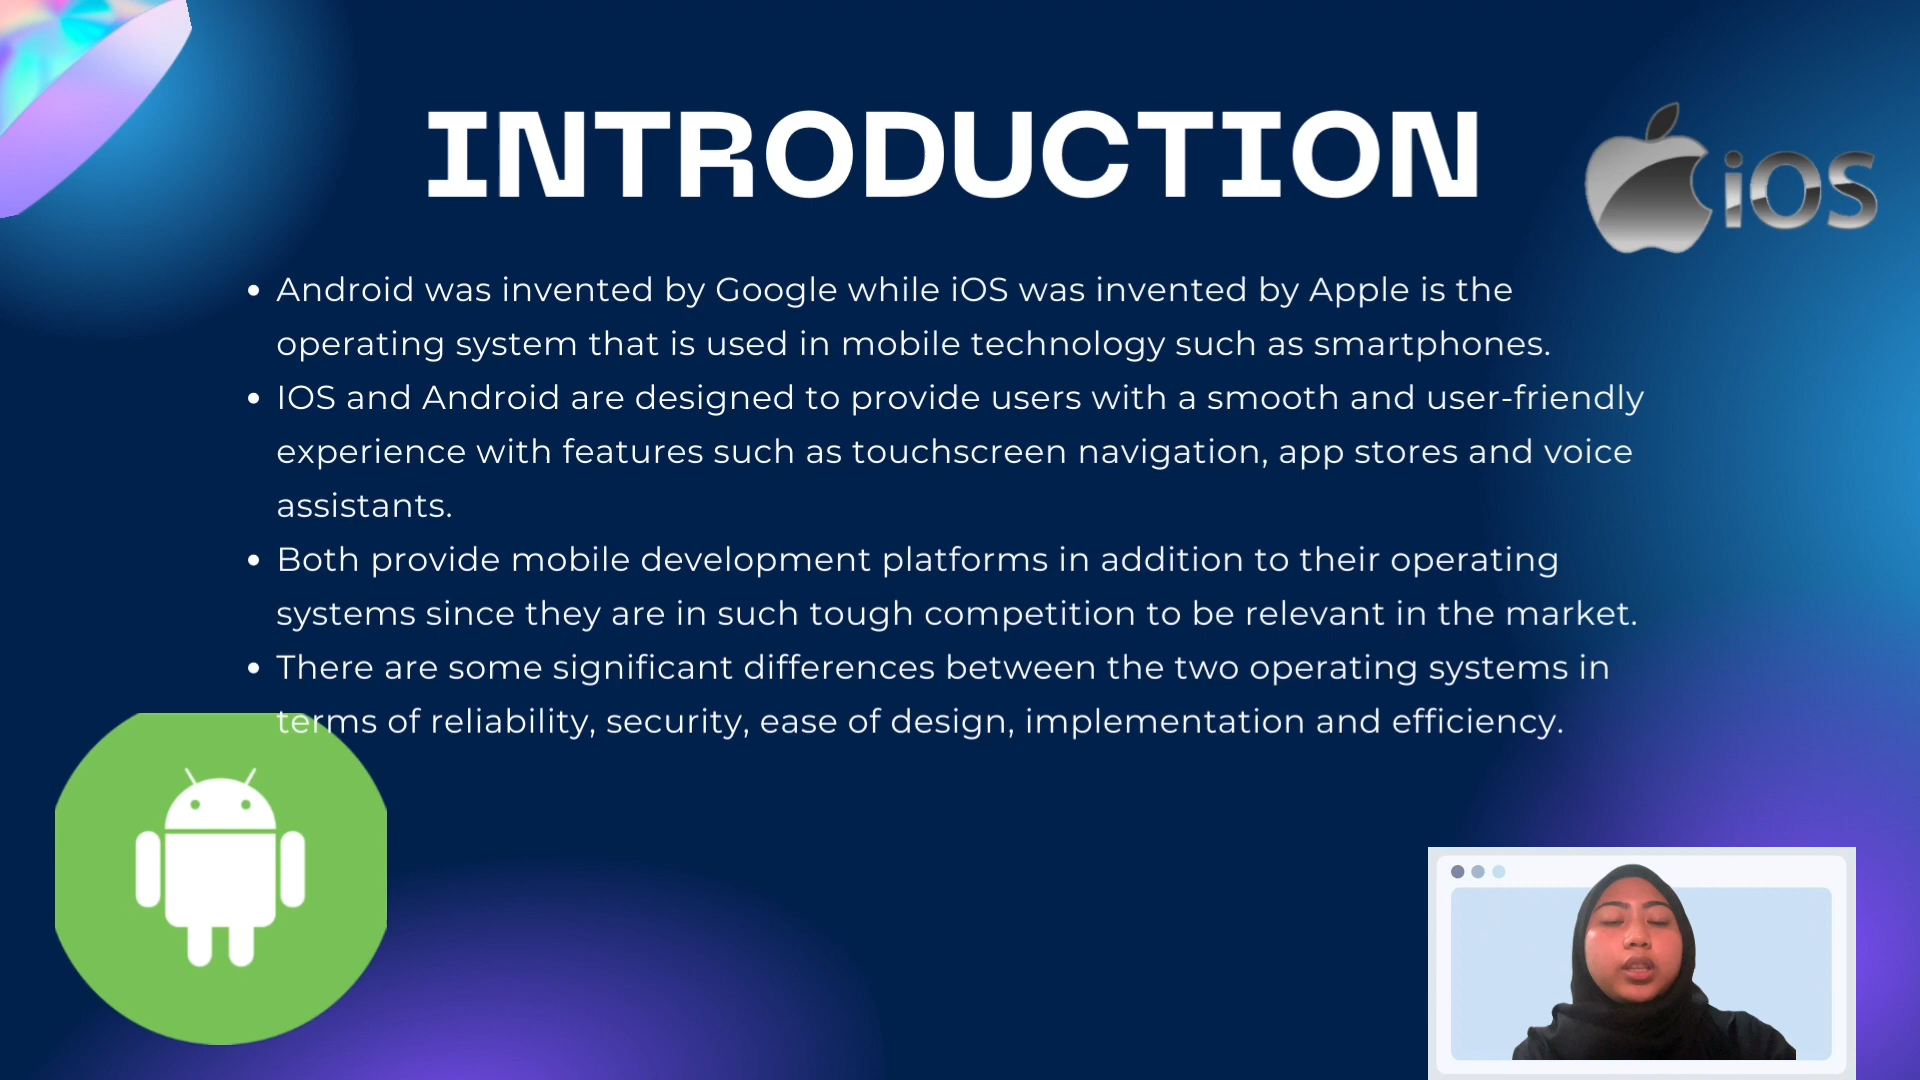 INTRODUCTION
iOS
• Android was invented by Google while iOS was invented by Apple is the
operating system that is used in mobile technology such as smartphones.
• IOS and Android are designed to provide users with a smooth and user-friendly
experience with features such as touchscreen navigation, app stores and voice
assistants.
• Both provide mobile development platforms in addition to their operating
systems since they are in such tough competition to be relevant in the market.
• There are some significant differences between the two operating systems in
terms of reliability, security, ease of design, implementation and efficiency.